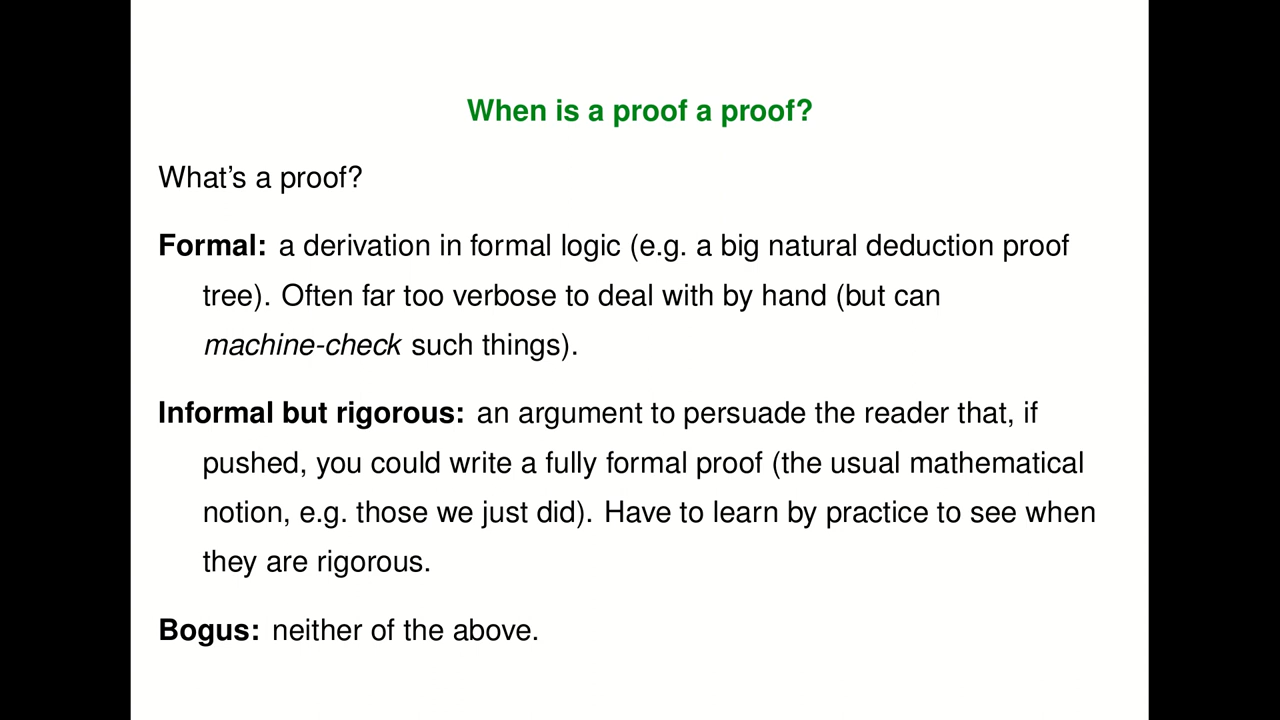 When is a proof a proof?
What's a proof?
Formal: a derivation in formal logic (e.g. a big natural deduction proof
tree). Often far too verbose to deal with by hand (but can
machine-check such things).
Informal but rigorous: an argument to persuade the reader that, if
pushed, you could write a fully formal proof (the usual mathematical
notion, e.g. those we just did). Have to learn by practice to see when
they are rigorous.
Bogus: neither of the above.